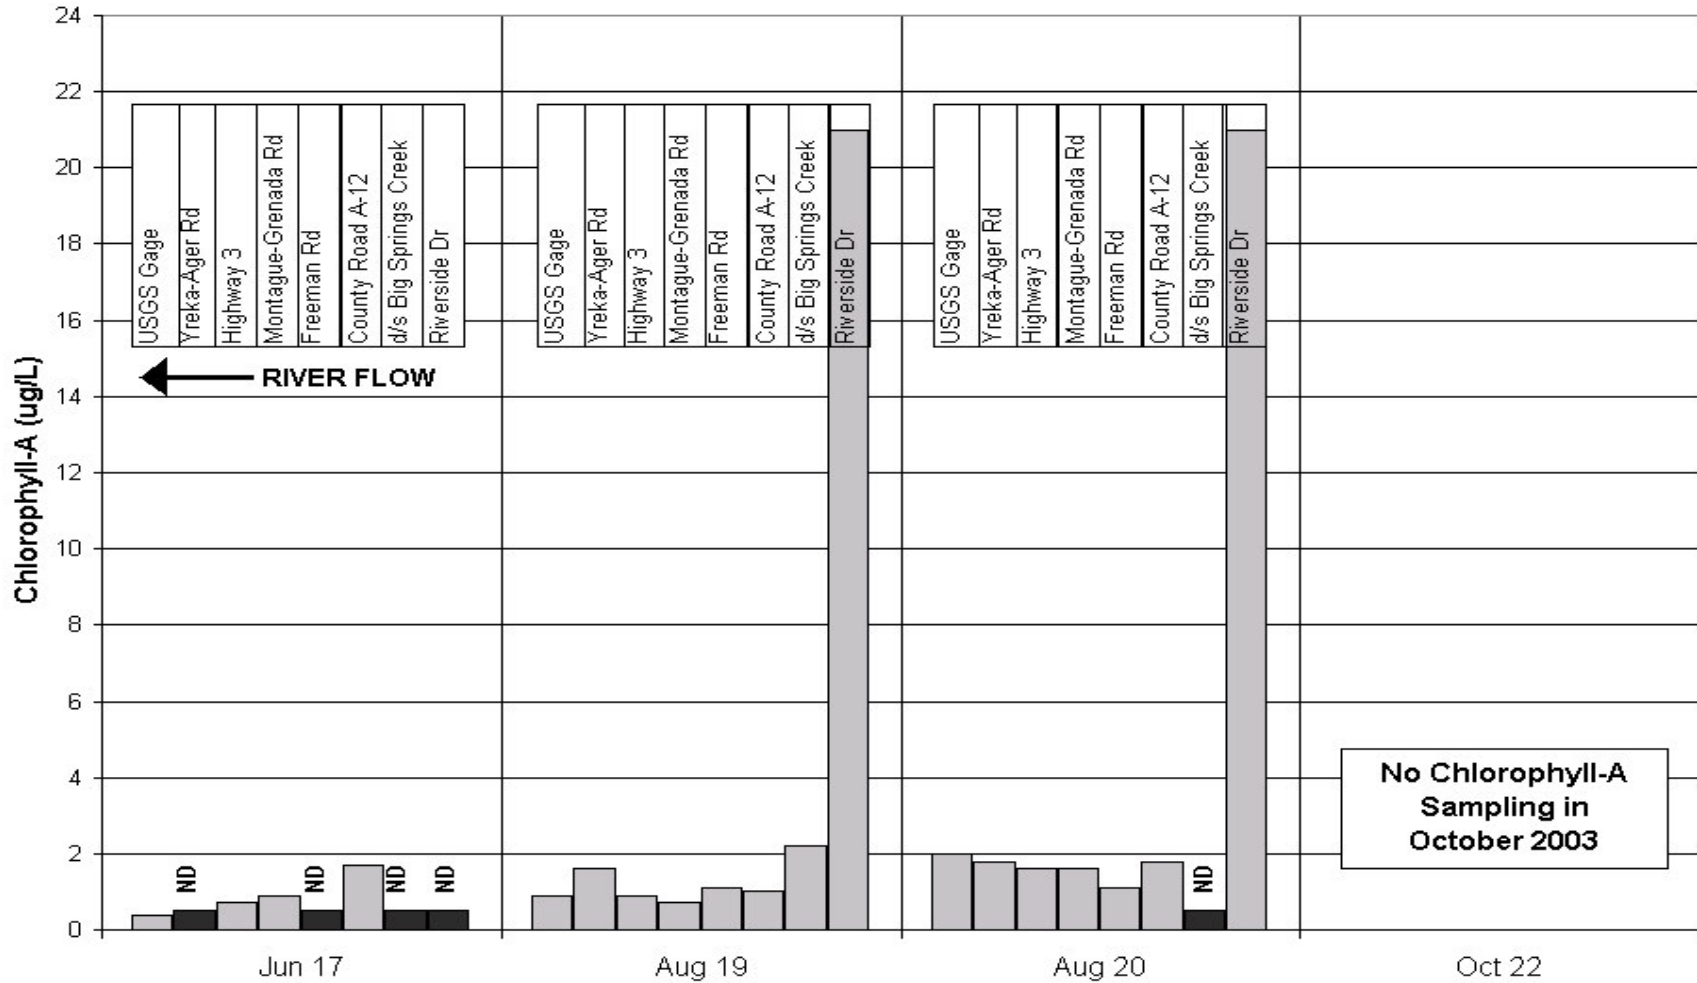 24
22
20
18
16
14
12
10
8
6
4
2
0
Chlorophyll-A (ug/L)
USGS Gage
Yreka-Ager Rd
Highway 3
Montague-Grenada Rd
Freeman Rd
County Road A-12
d/s Big Springs Creek
Riverside Dr
USGS Gage
Yreka-Ager Rd
Highway 3
Montague-Grenada Rd
Freeman Rd
County Road A-12
d/s Big Springs Creek
Riverside Dr
USGS Gage
Yreka-Ager Rd
Highway 3
Montague-Grenada Rd
Freeman Rd
County Road A-12
d/s Big Springs Creek
Riverside Dr
RIVER FLOW
ND
ND
ND
ND
ND
No Chlorophyll-A
Sampling in
October 2003
Jun 17
Aug 19
Aug 20
Oct 22